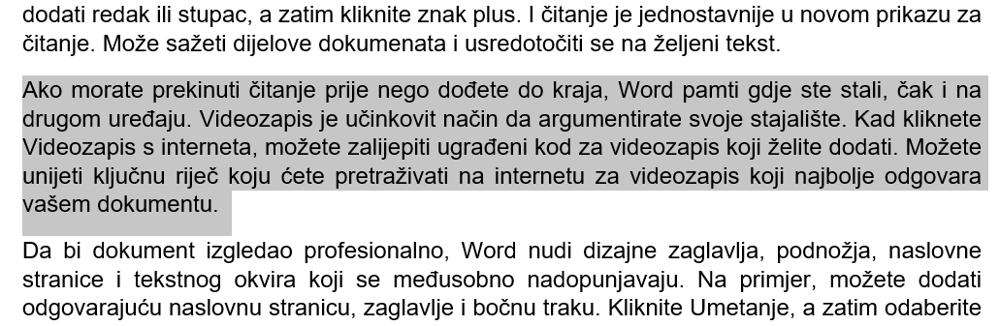 dodati redak ili stupac, a zatim kliknite znak plus. I čitanje je jednostavnije u novom prikazu za
čitanje. Može sažeti dijelove dokumenata i usredotočiti se na željeni tekst.
Ako morate prekinuti čitanje prije nego dođete do kraja, Word pamti gdje ste stali, čak i na
drugom uređaju. Videozapis je učinkovit način da argumentirate svoje stajalište. Kad kliknete
Videozapis s interneta, možete zalijepiti ugrađeni kod za videozapis koji želite dodati. Možete
unijeti ključnu riječ koju ćete pretraživati na internetu za videozapis koji najbolje odgovara
vašem dokumentu.
Da bi dokument izgledao profesionalno, Word nudi dizajne zaglavlja, podnožja, naslovne
stranice i tekstnog okvira koji se međusobno nadopunjavaju. Na primjer, možete dodati
odgovarajuću naslovnu stranicu, zaglavlje i bočnu traku. Kliknite Umetanje, a zatim odaberite